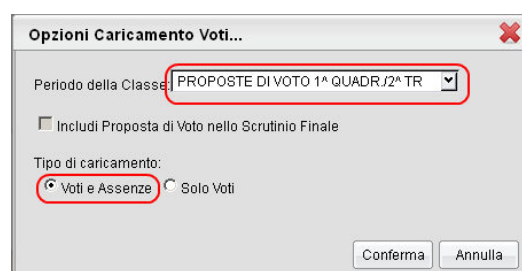 Opzioni Caricamento Voti...
Periodo della Classe: PROPOSTE DI VOTO 1^ QUADR./2^ TR
Includi Proposta di Voto nello Scrutinio Finale
Tipo di caricamento:
Voti e Assenze Solo Voti
Conferma Annulla